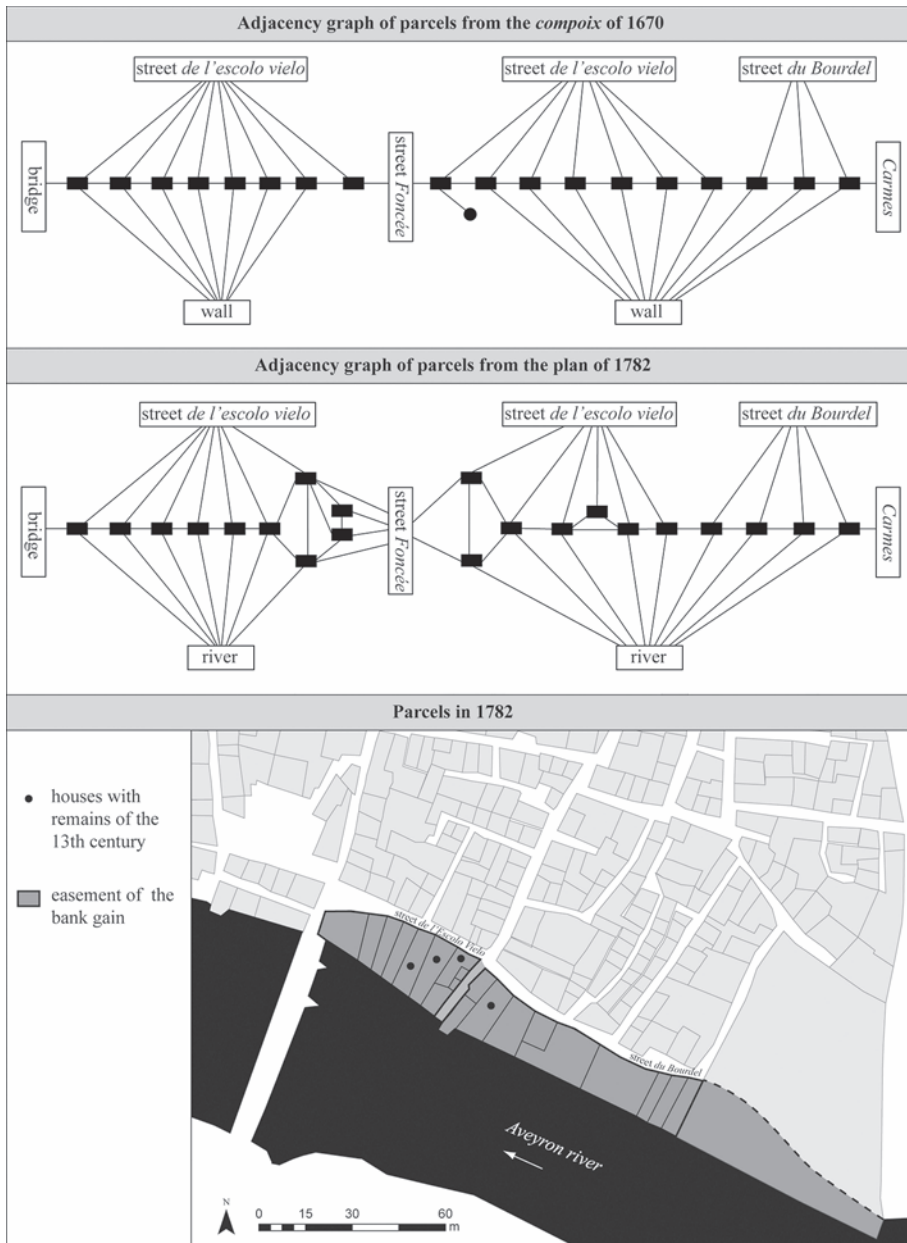 Adjacency graph of parcels from the compoix of 1670
street de l'escolo vielo
street de l'escolo vielo
street du Bourdel
bridge
street Foncée
Carmes
wall
wall
Adjacency graph of parcels from the plan of 1782
street de l'escolo vielo
street de l'escolo vielo
street du Bourdel
bridge
street Foncée
Carmes
river
river
Parcels in 1782
houses with
remains of the
13th century
easement of the
bank gain
street de l'Escolo Vielo
street du Bourdel
Aveyron river
N
0 15 30 60
m